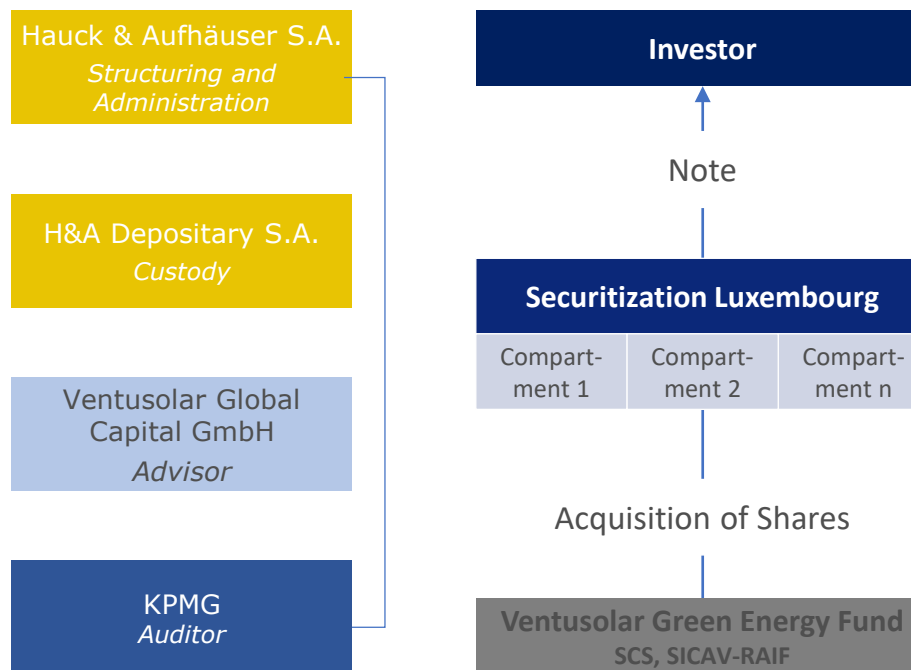 Hauck & Aufhäuser S.A.
Structuring and
Administration
H&A Depositary S.A.
Custody
Ventusolar Global
Capital GmbH
Advisor
KPMG
Auditor
Investor
Note
Securitization Luxembourg
Compart-
ment 1
Compart-
ment 2
Compart-
ment n
Acquisition of Shares
Ventusolar Green Energy Fund
SCS, SICAV-RAIF